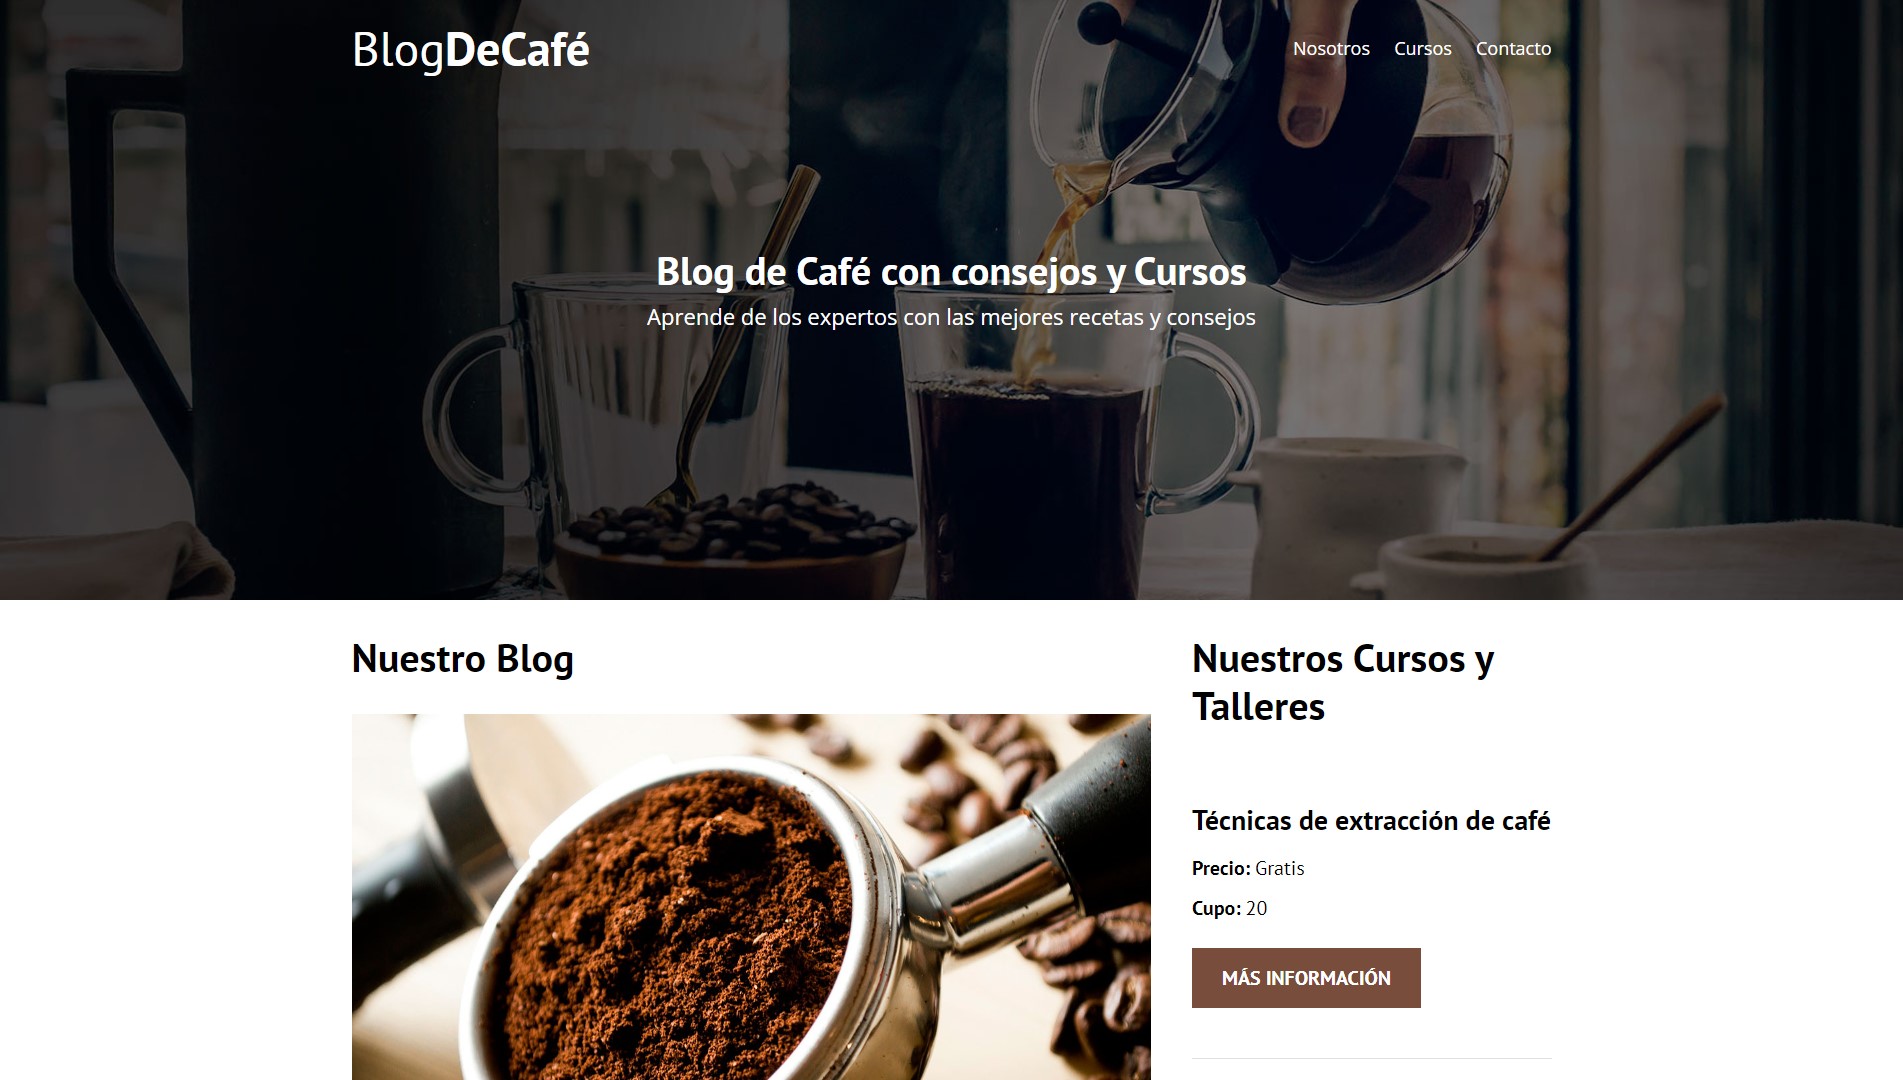 BlogDeCafé
Nosotros Cursos Contacto
Blog de Café con consejos y Cursos
Aprende de los expertos con las mejores recetas y consejos
Nuestro Blog
Nuestros Cursos y
Talleres
Técnicas de extracción de café
Precio: Gratis
Cupo: 20
MÁS INFORMACIÓN